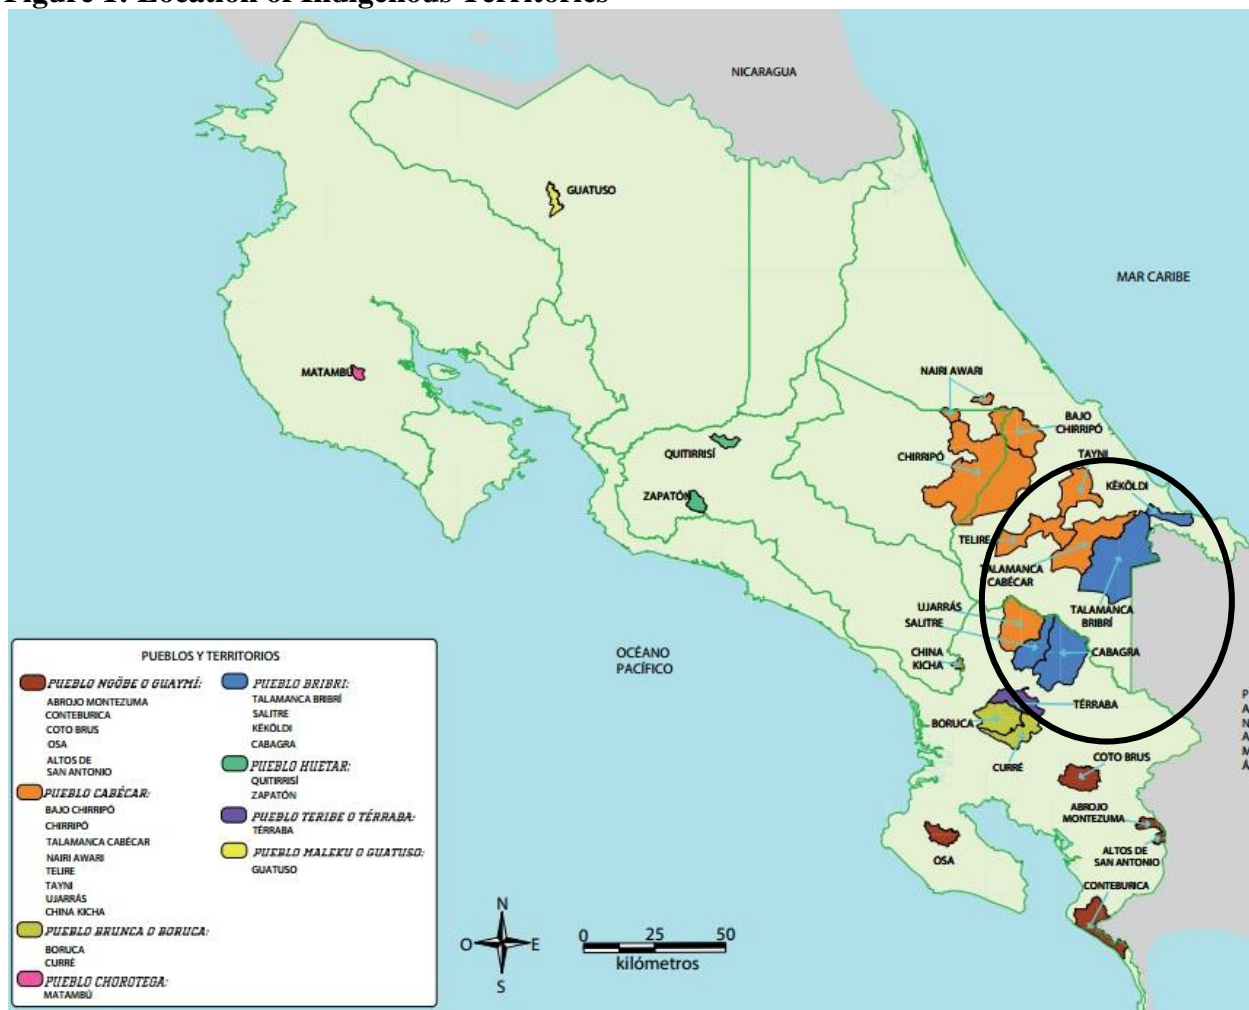 Figure 1. Location of Indigenous Territories
NICARAGUA
GUATUSO
MAR CARIBE
MATAMBÚ
NAIRI AWARI
BAJO
CHIRRIPÓ
QUITIRRISÍ
CHIRRIPÓ
TAYNI
KËKÖLDI
ZAPATÓN
TELIRE
TALAMANCA
CABÉCAR
UJARRÁS
SALITRE
TALAMANCA
BRIBRÍ
CHINA
KICHA
CABAGRA
OCÉANO
PACÍFICO
TÉRRABA
BORUCA
CURRÉ
COTO BRUS
ABROJO
MONTEZUMA
OSA
ALTOS DE
SAN ANTONIO
CONTEBURICA
PUEBLOS Y TERRITORIOS
PUEBLO NGÖBE O GUAYMÍ:
ABROJO MONTEZUMA
CONTEBURICA
COTO BRUS
OSA
ALTOS DE
SAN ANTONIO
PUEBLO CABÉCAR:
BAJO CHIRRIPÓ
CHIRRIPÓ
TALAMANCA CABÉCAR
NAIRI AWARI
TELIRE
TAYNI
UJARRÁS
CHINA KICHA
PUEBLO BRUNCA O BORUCA:
BORUCA
CURRÉ
PUEBLO CHOROTEGA:
MATAMBÚ
PUEBLO BRIBRI:
TALAMANCA BRIBRÍ
SALITRE
KËKÖLDI
CABAGRA
PUEBLO HUETAR:
QUITIRRISÍ
ZAPATÓN
PUEBLO TERIBE O TÉRRABA:
TÉRRABA
PUEBLO MALEKU O GUATUSO:
GUATUSO
N
O E
S
0 25 50
kilómetros
P
A
N
A
M
Á